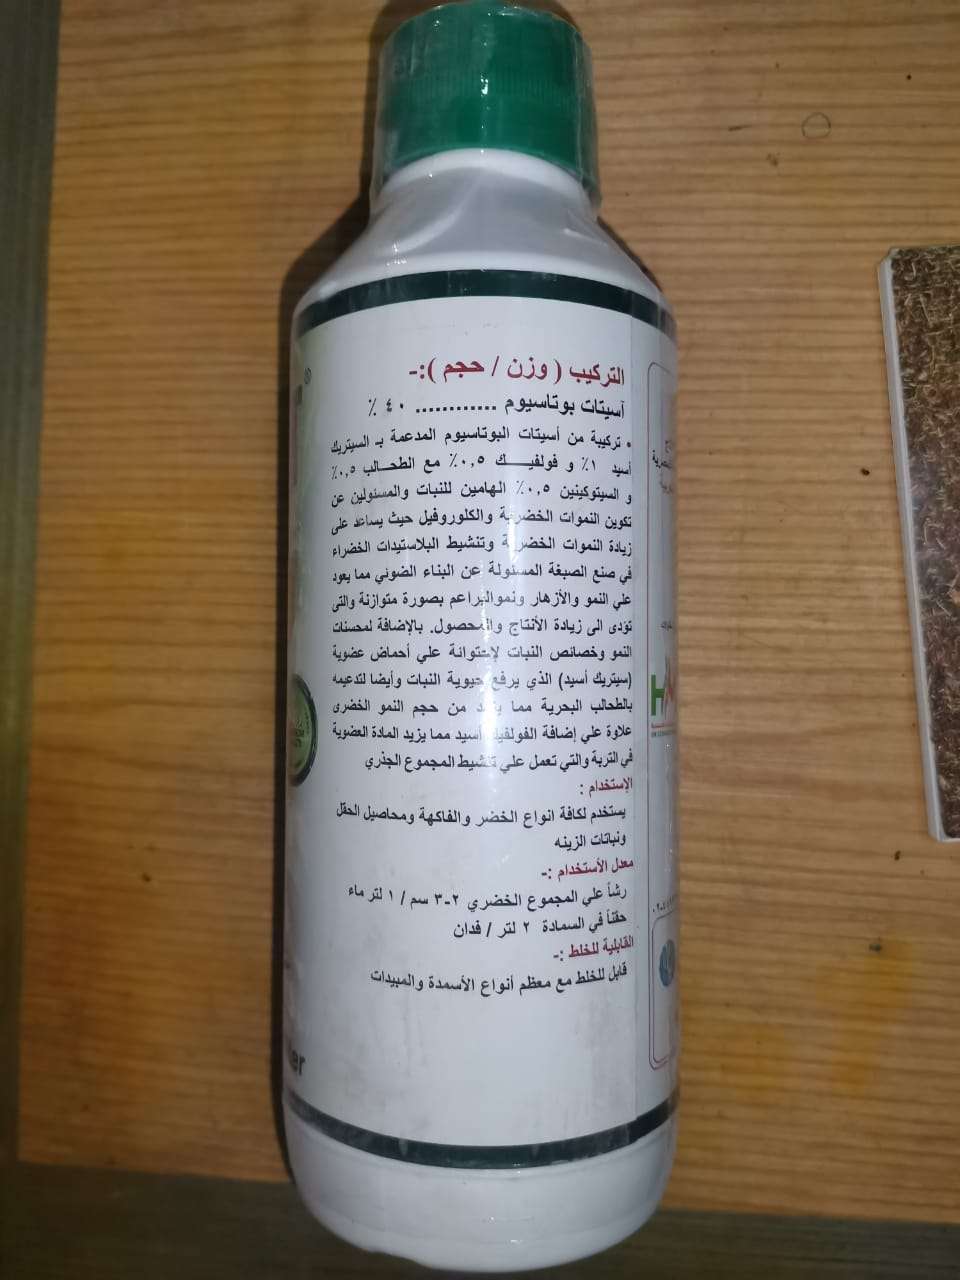 التركيب ( وزن / حجم ):-
آسيتات بوتاسيوم ............ ٤٠ ٪
• تركيبة من أسيتات البوتاسيوم المدعمة بـ السيتريك
أسيد ١٪ و فولفيـــك ٠,٥٪ مع الطحــالب ٠,٥٪
و السيتوكينين ٠,٥٪ الهامين للنبات والمسئولين عن
تكوين النموات الخضرية والكلوروفيل حيث يساعد على
زيادة النموات الخضرية وتنشيط البلاستيدات الخضراء
في صنع الصبغة المسئولة عن البناء الضوئي مما يعود
علي النمو والأزهار ونموالبراعم بصورة متوازنة والتى
تؤدى الى زيادة الأنتاج والمحصول. بالإضافة لمحسنات
النمو وخصائص النبات لإحتوائة علي أحماض عضوية
(سيتريك أسيد) الذي يرفع حيوية النبات وأيضا لتدعيمه
بالطحالب البحرية مما يزيد من حجم النمو الخضرى
علاوة علي إضافة الفولفيك أسيد مما يزيد المادة العضوية
في التربة والتي تعمل علي تنشيط المجموع الجذري
الإستخدام :
يستخدم لكافة انواع الخضر والفاكهة ومحاصيل الحقل
ونباتات الزينه
معدل الأستخدام :-
رشاً علي المجموع الخضري ٢-٣ سم / ١ لتر ماء
حقناً في السمادة ٢ لتر / فدان
القابلية للخلط :-
قابل للخلط مع معظم أنواع الأسمدة والمبيدات